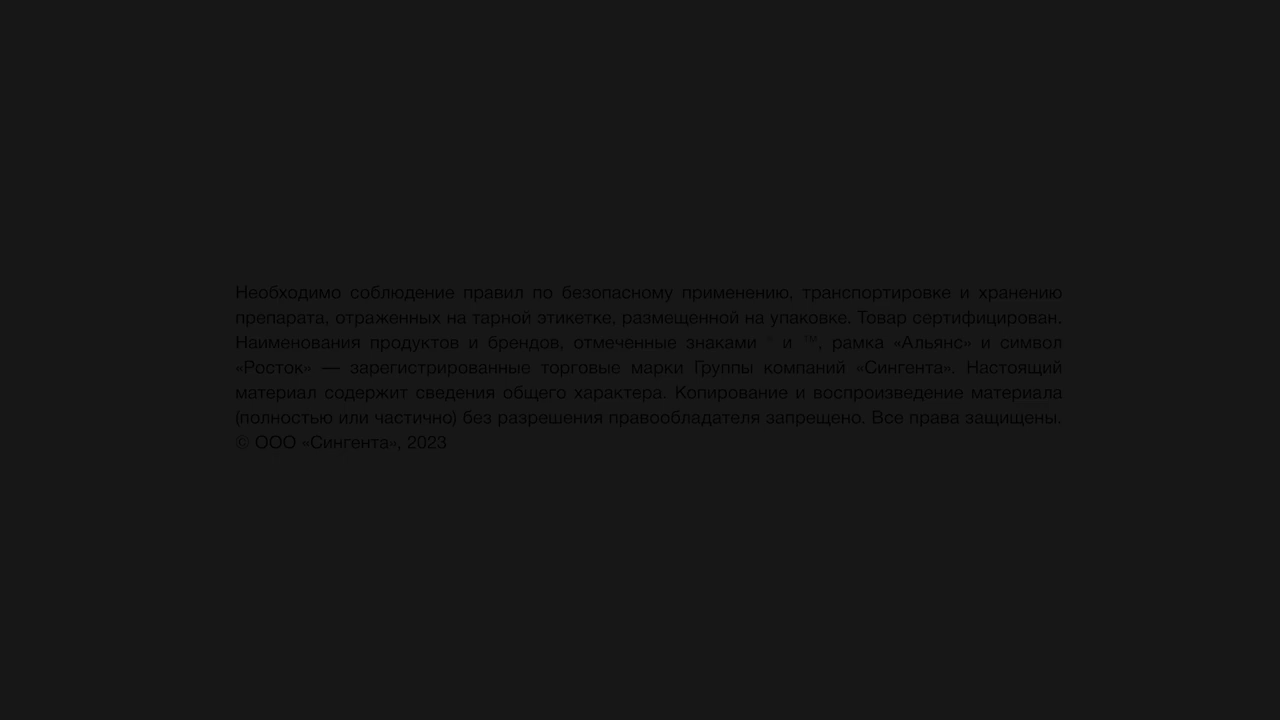 Необходимо соблюдение правил по безопасному применению, транспортировке и хранению
препарата, отраженных на тарной этикетке, размещенной на упаковке. Товар сертифицирован.
Наименования продуктов и брендов, отмеченные знаками ® и ™, рамка «Альянс» и символ
«Росток» — зарегистрированные торговые марки Группы компаний «Сингента». Настоящий
материал содержит сведения общего характера. Копирование и воспроизведение материала
(полностью или частично) без разрешения правообладателя запрещено. Все права защищены.
© ООО «Сингента», 2023